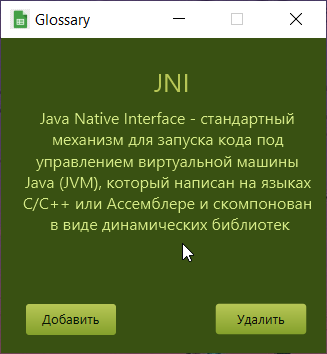 Glossary
JNI
Java Native Interface - стандартный
механизм для запуска кода под
управлением виртуальной машины
Java (JVM), который написан на языках
C/C++ или Ассемблере и скомпонован
в виде динамических библиотек
Добавить
Удалить